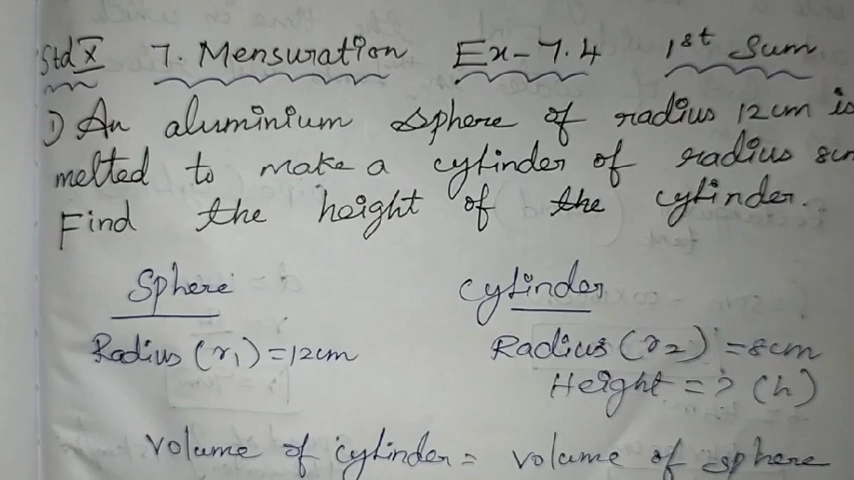 Std X 7. Mensuration Ex-7.4 1st Sum
1) An aluminium sphere of radius 12cm is
melted to make a cylinder of radius 8cm
Find the height of the cylinder.
Sphere Cylinder
Radius (r1) = 12cm Radius (r2) = 8cm
Height = ? (h)
Volume of cylinder = volume of sphere